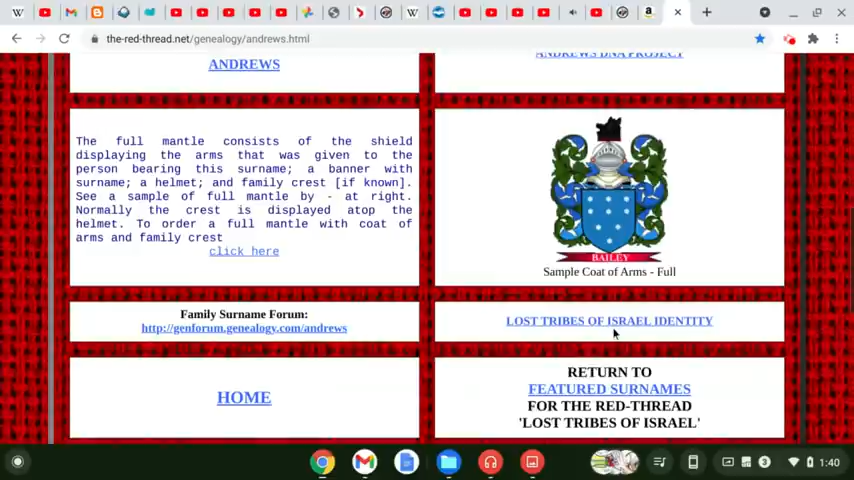 the-red-thread.net/genealogy/andrews.html
ANDREWS
ANDREWS DNA PROJECT
The full mantle consists of the shield
displaying the arms that was given to the
person bearing this surname; a banner with
surname; a helmet; and family crest [if known].
See a sample of full mantle by - at right.
Normally the crest is displayed atop the
helmet. To order a full mantle with coat of
arms and family crest
click here
BAILEY
Sample Coat of Arms - Full
Family Surname Forum:
http://genforum.genealogy.com/andrews
LOST TRIBES OF ISRAEL IDENTITY
HOME
RETURN TO
FEATURED SURNAMES
FOR THE RED-THREAD
'LOST TRIBES OF ISRAEL'
3
1:40